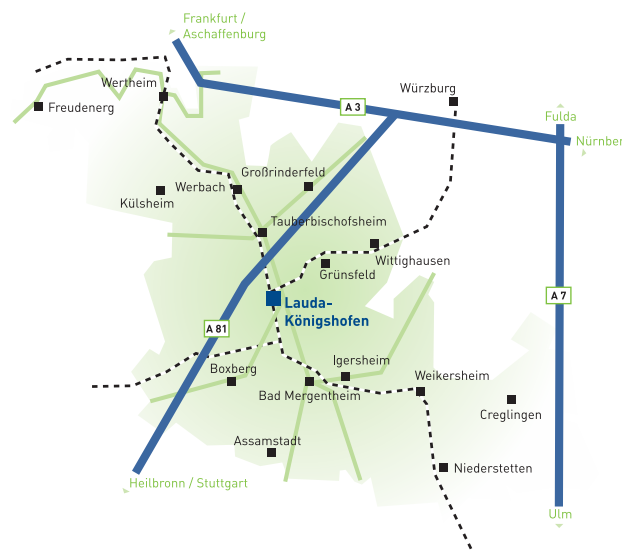 Frankfurt /
Aschaffenburg
Wertheim
Würzburg
Freudenerg
A 3
Fulda
Nürnber
Großrinderfeld
Werbach
Külsheim
Tauberbischofsheim
Wittighausen
Grünsfeld
Lauda-
Königshofen
A 7
A 81
Igersheim
Boxberg
Weikersheim
Bad Mergentheim
Creglingen
Assamstadt
Niederstetten
Heilbronn / Stuttgart
Ulm